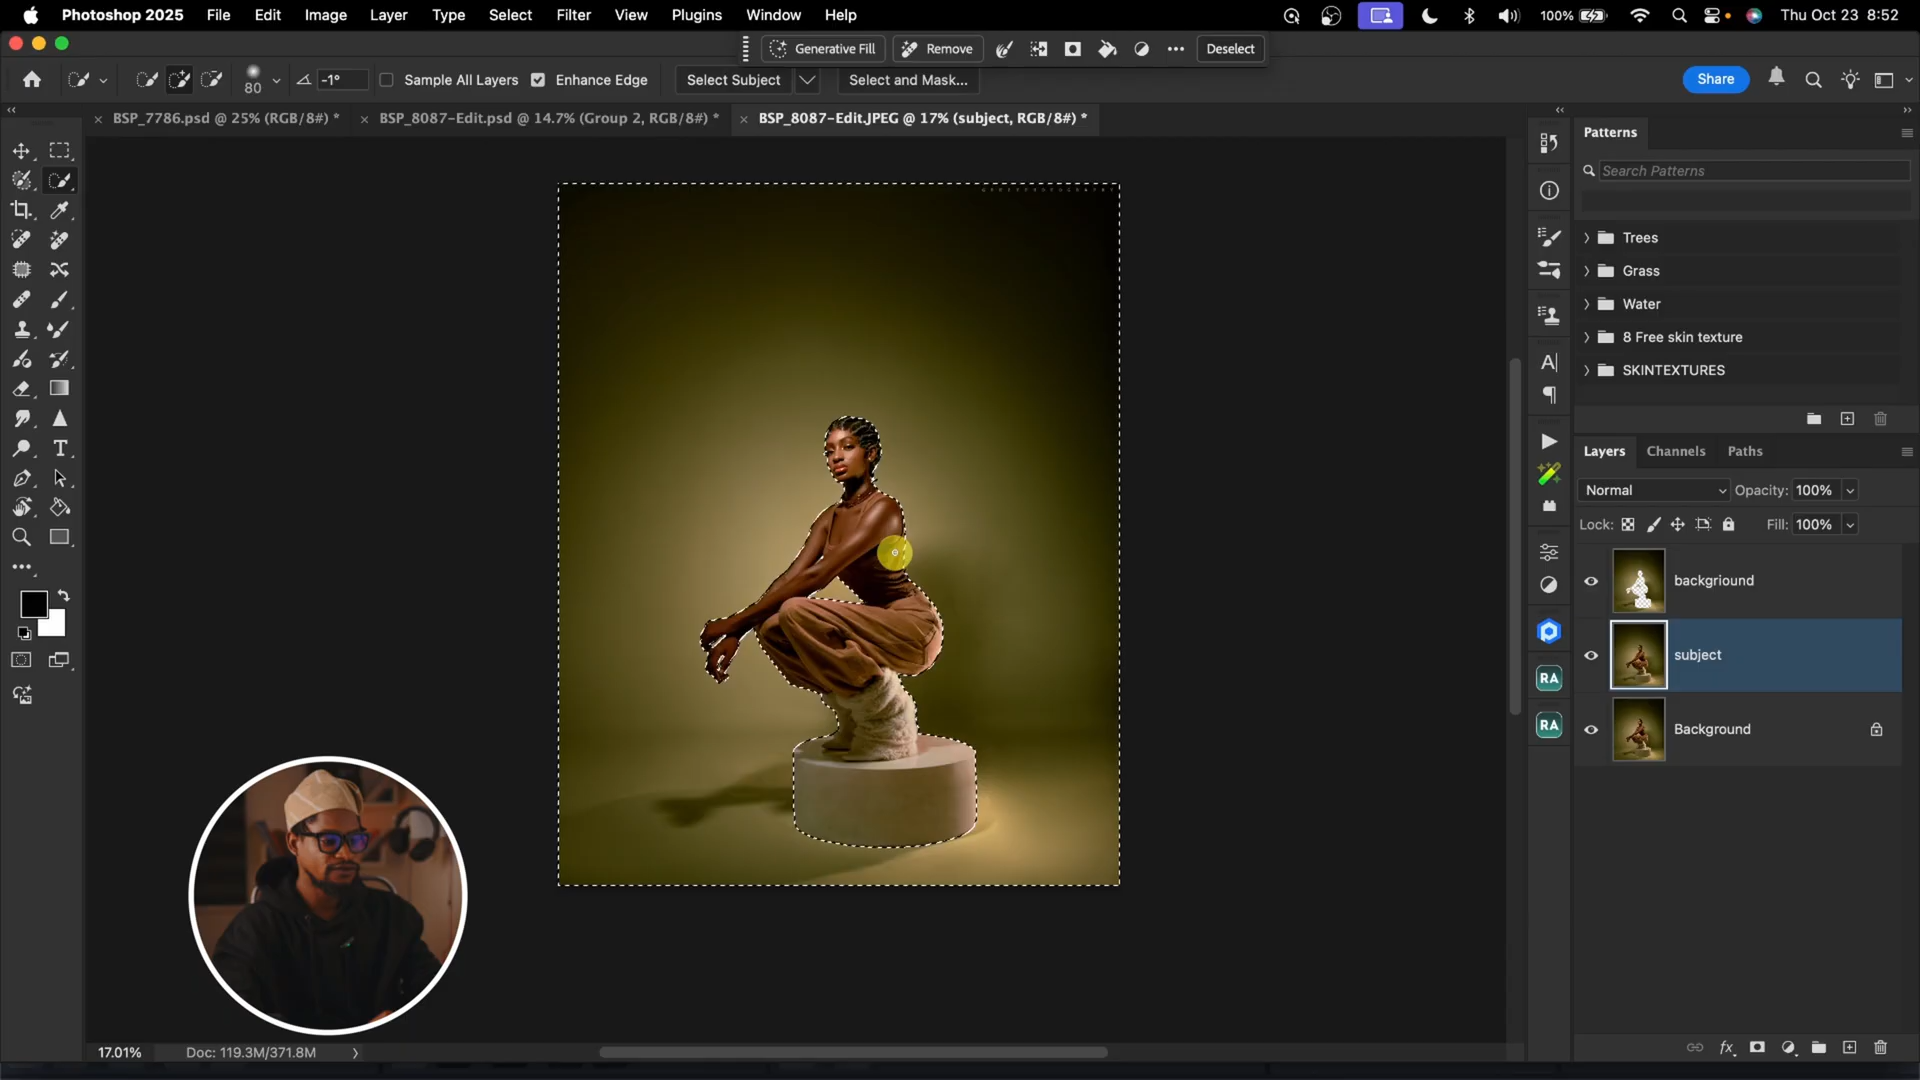 Photoshop 2025 File Edit Image Layer Type Select Filter View Plugins Window Help 100% Thu Oct 23 8:52
Generative Fill Remove Deselect
80 -1° Sample All Layers Enhance Edge Select Subject Select and Mask... Share
BSP_7786.psd @ 25% (RGB/8#) * BSP_8087-Edit.psd @ 14.7% (Group 2, RGB/8#) * BSP_8087-Edit.JPEG @ 17% (subject, RGB/8#) *
Patterns
Search Patterns
Trees
Grass
Water
8 Free skin texture
SKINTEXTURES
Layers Channels Paths
Normal Opacity: 100%
Lock: Fill: 100%
backgriound
subject
Background
RA
RA
17.01% Doc: 119.3M/371.8M